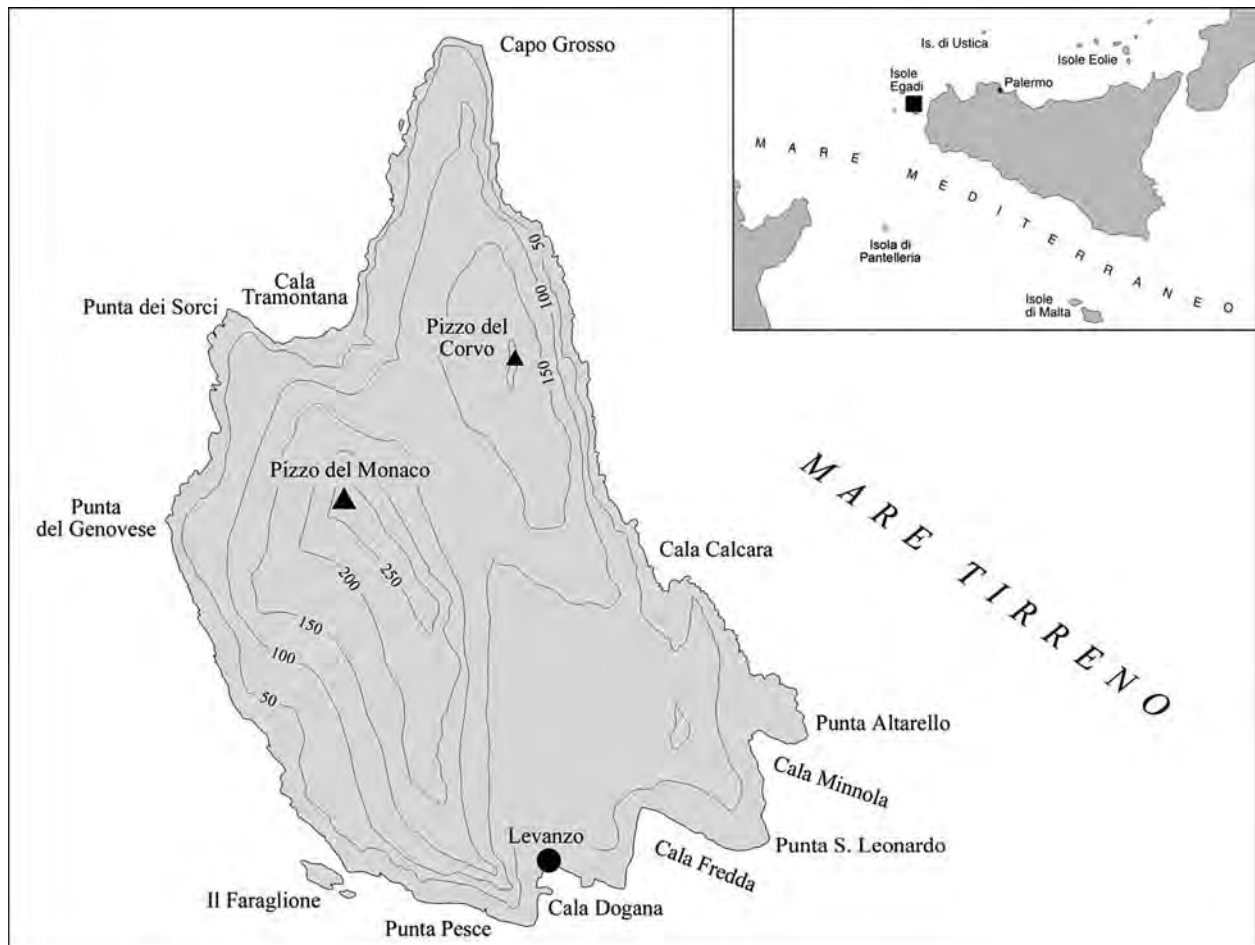 Capo Grosso
Is. di Ustica
Isole Eolie
Isole
Egadi
Palermo
MARE MEDITERRANEO
Isola di
Pantelleria
Isole
di Malta
50
100
150
Cala
Tramontana
Punta dei Sorci
Pizzo del
Corvo
Pizzo del Monaco
Punta
del Genovese
MARE TIRRENO
Cala Calcara
250
200
150
100
50
Punta Altarello
Cala Minnola
Levanzo
Punta S. Leonardo
Cala Fredda
Il Faraglione
Cala Dogana
Punta Pesce